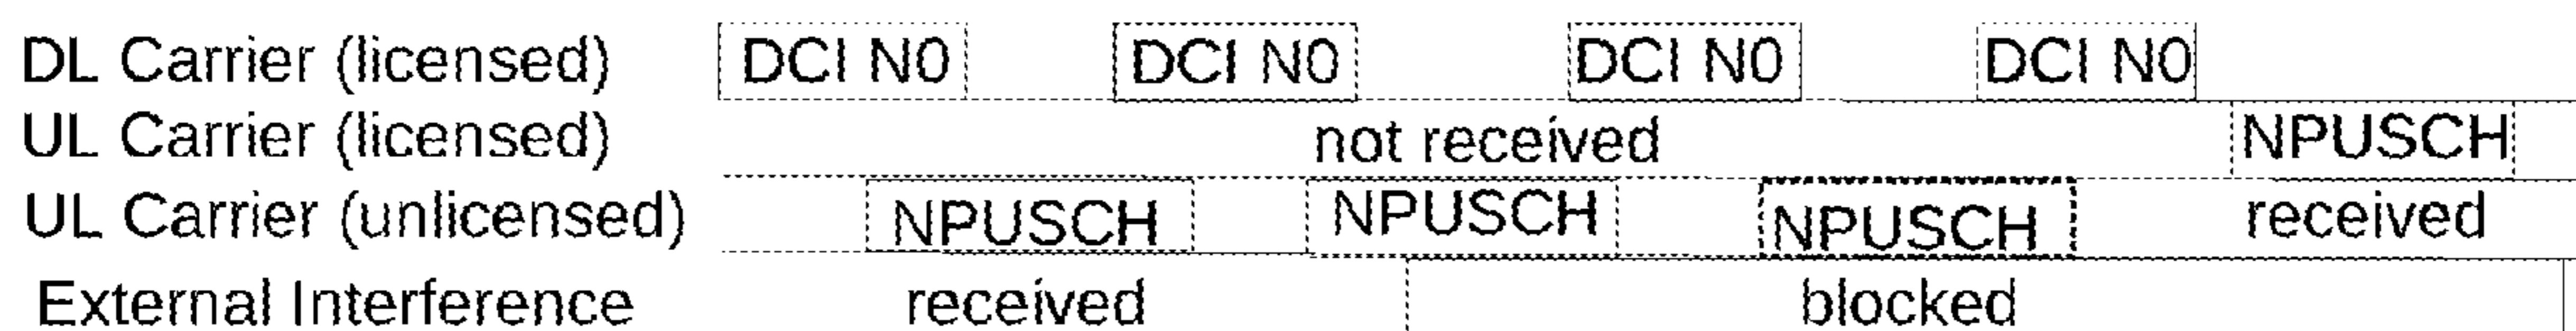 DL Carrier (licensed) DCI N0 DCI N0 DCI N0 DCI N0
UL Carrier (licensed) not received NPUSCH
UL Carrier (unlicensed) NPUSCH NPUSCH NPUSCH received
External Interference received blocked